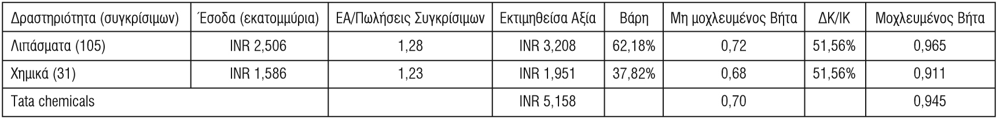 Δραστηριότητα (συγκρίσιμων) Έσοδα (εκατομμύρια) ΕΑ/Πωλήσεις Συγκρίσιμων Εκτιμηθείσα Αξία Βάρη Μη μοχλευμένος Βήτα ΔΚ/ΙΚ Μοχλευμένος Βήτα
Λιπάσματα (105) INR 2,506 1,28 INR 3,208 62,18% 0,72 51,56% 0,965
Χημικά (31) INR 1,586 1,23 INR 1,951 37,82% 0,68 51,56% 0,911
Tata chemicals INR 5,158 0,70 0,945